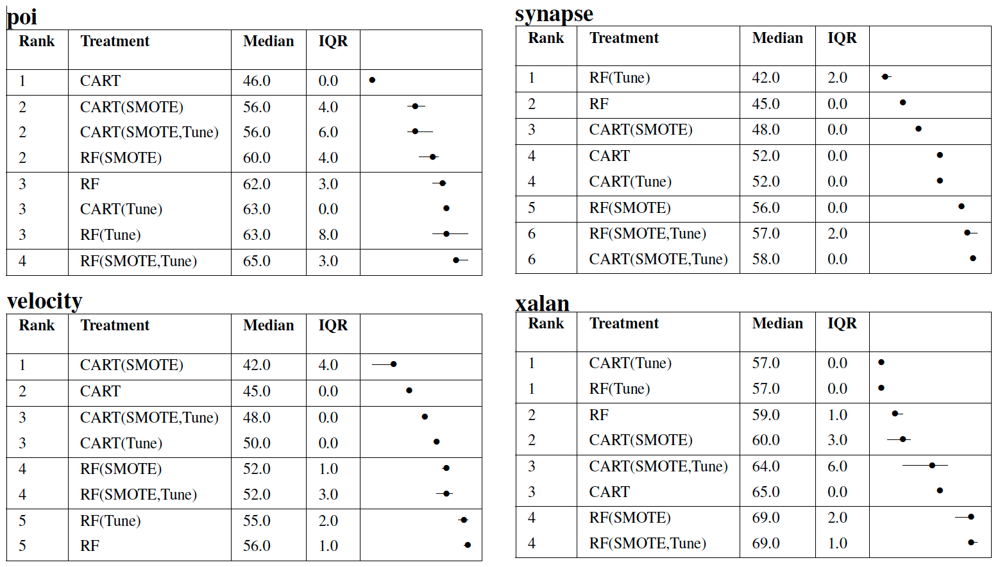 poi
Rank Treatment Median IQR
1 CART 46.0 0.0
2 CART(SMOTE) 56.0 4.0
2 CART(SMOTE,Tune) 56.0 6.0
2 RF(SMOTE) 60.0 4.0
3 RF 62.0 3.0
3 CART(Tune) 63.0 0.0
3 RF(Tune) 63.0 8.0
4 RF(SMOTE,Tune) 65.0 3.0
synapse
Rank Treatment Median IQR
1 RF(Tune) 42.0 2.0
2 RF 45.0 0.0
3 CART(SMOTE) 48.0 0.0
4 CART 52.0 0.0
4 CART(Tune) 52.0 0.0
5 RF(SMOTE) 56.0 0.0
6 RF(SMOTE,Tune) 57.0 2.0
6 CART(SMOTE,Tune) 58.0 0.0
velocity
Rank Treatment Median IQR
1 CART(SMOTE) 42.0 4.0
2 CART 45.0 0.0
3 CART(SMOTE,Tune) 48.0 0.0
3 CART(Tune) 50.0 0.0
4 RF(SMOTE) 52.0 1.0
4 RF(SMOTE,Tune) 52.0 3.0
5 RF(Tune) 55.0 2.0
5 RF 56.0 1.0
xalan
Rank Treatment Median IQR
1 CART(Tune) 57.0 0.0
1 RF(Tune) 57.0 0.0
2 RF 59.0 1.0
2 CART(SMOTE) 60.0 3.0
3 CART(SMOTE,Tune) 64.0 6.0
3 CART 65.0 0.0
4 RF(SMOTE) 69.0 2.0
4 RF(SMOTE,Tune) 69.0 1.0